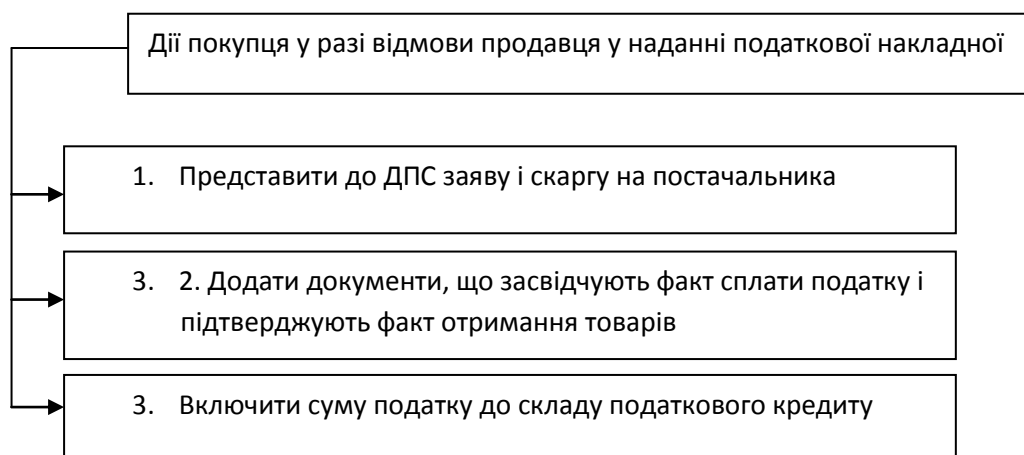 Дії покупця у разі відмови продавця у наданні податкової накладної
1. Представити до ДПС заяву і скаргу на постачальника
3. 2. Додати документи, що засвідчують факт сплати податку і
підтверджують факт отримання товарів
3. Включити суму податку до складу податкового кредиту